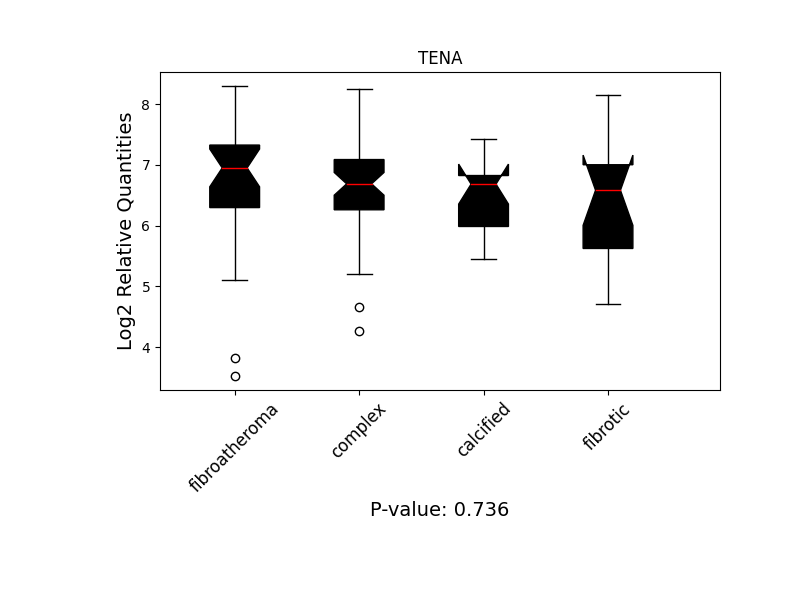 TENA
Log2 Relative Quantities
8
7
6
5
4
fibroatheroma
complex
calcified
fibrotic
P-value: 0.736